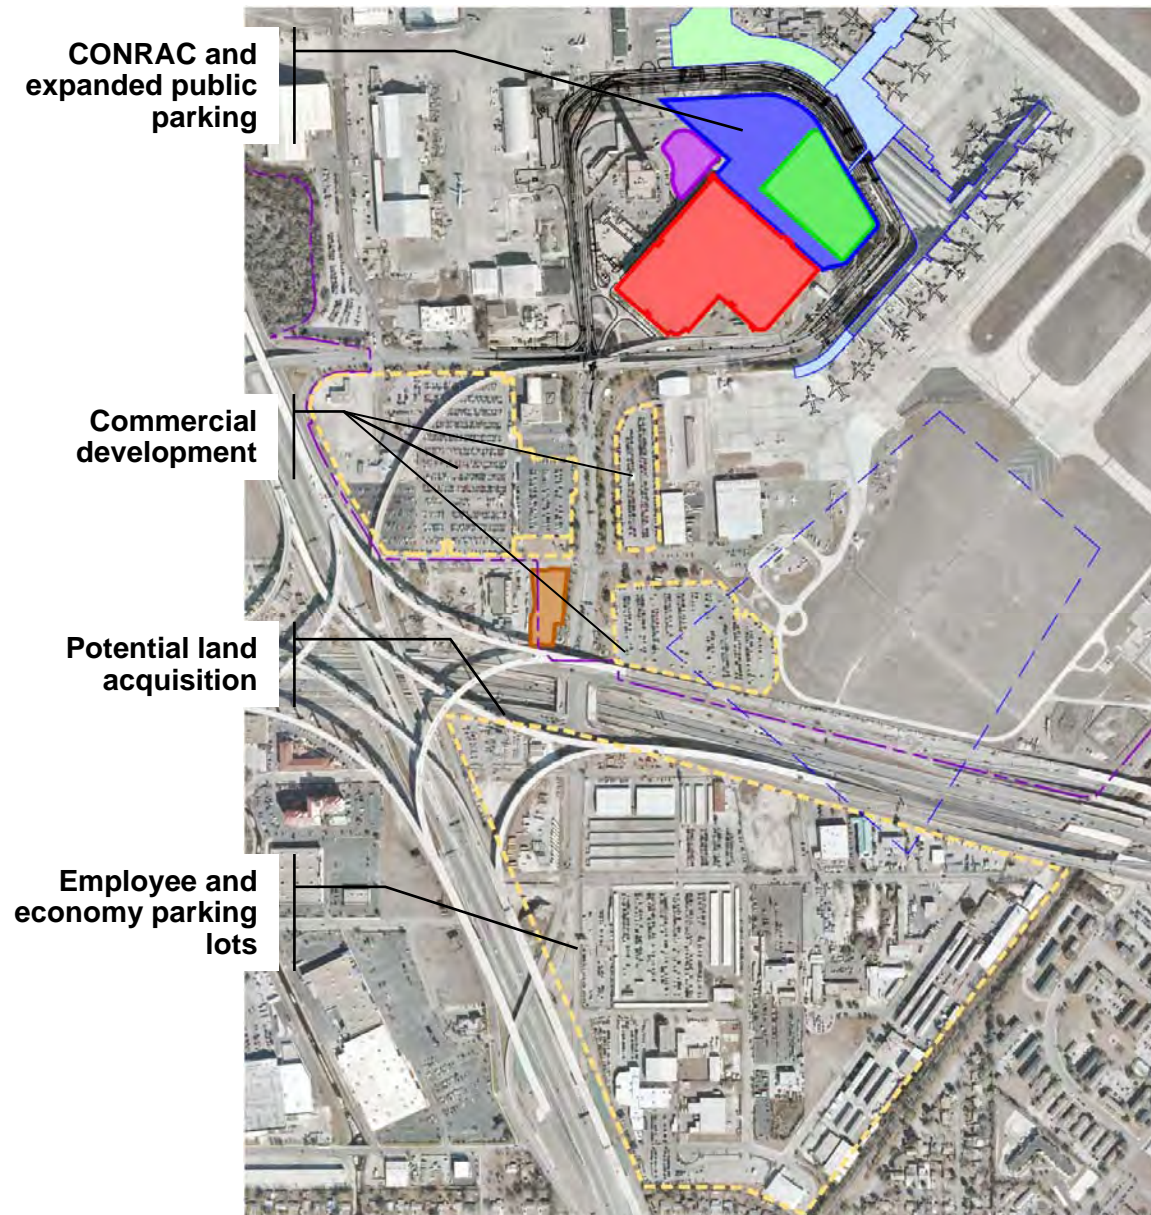 CONRAC and
expanded public
parking
Commercial
development
Potential land
acquisition
Employee and
economy parking
lots